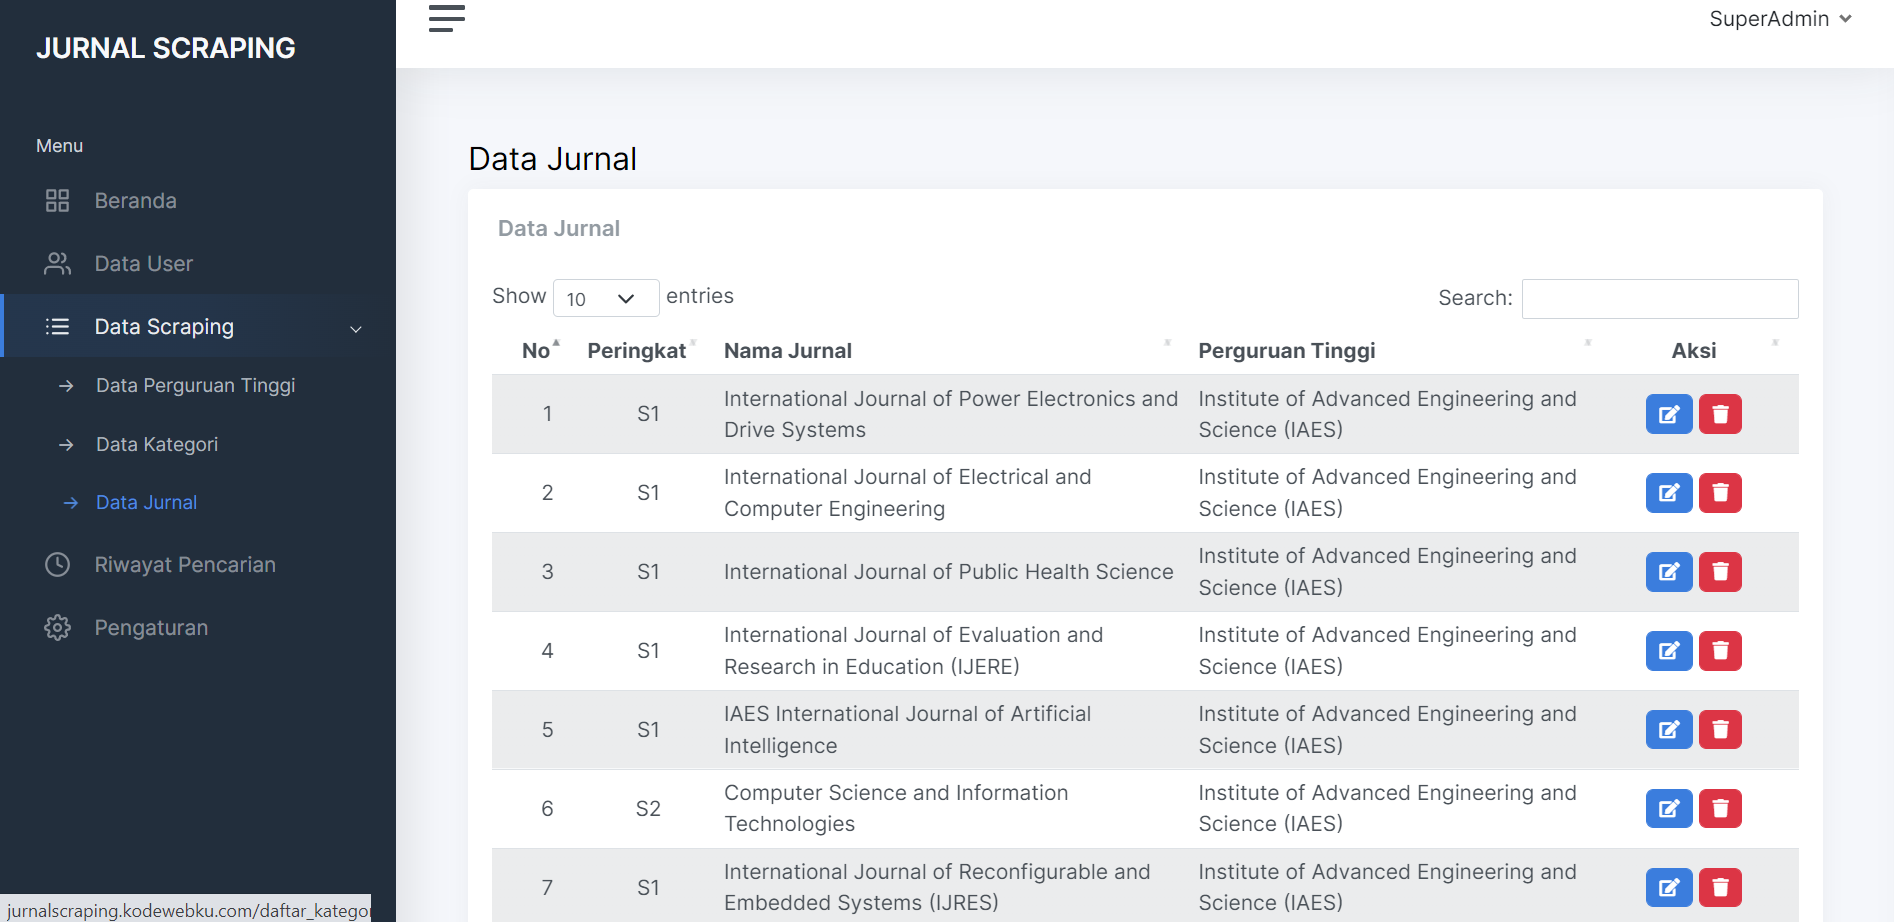 JURNAL SCRAPING
SuperAdmin
Menu
Beranda
Data User
Data Scraping
Data Perguruan Tinggi
Data Kategori
Data Jurnal
Riwayat Pencarian
Pengaturan
Data Jurnal
Data Jurnal
Show 10 entries
Search:
No Peringkat Nama Jurnal Perguruan Tinggi Aksi
1 S1 International Journal of Power Electronics and Institute of Advanced Engineering and
Drive Systems Science (IAES)
2 S1 International Journal of Electrical and Institute of Advanced Engineering and
Computer Engineering Science (IAES)
3 S1 International Journal of Public Health Science Institute of Advanced Engineering and
Science (IAES)
4 S1 International Journal of Evaluation and Institute of Advanced Engineering and
Research in Education (IJERE) Science (IAES)
5 S1 IAES International Journal of Artificial Institute of Advanced Engineering and
Intelligence Science (IAES)
6 S2 Computer Science and Information Institute of Advanced Engineering and
Technologies Science (IAES)
7 S1 International Journal of Reconfigurable and Institute of Advanced Engineering and
Embedded Systems (IJRES) Science (IAES)
jurnalscraping.kodewebku.com/daftar_kategor